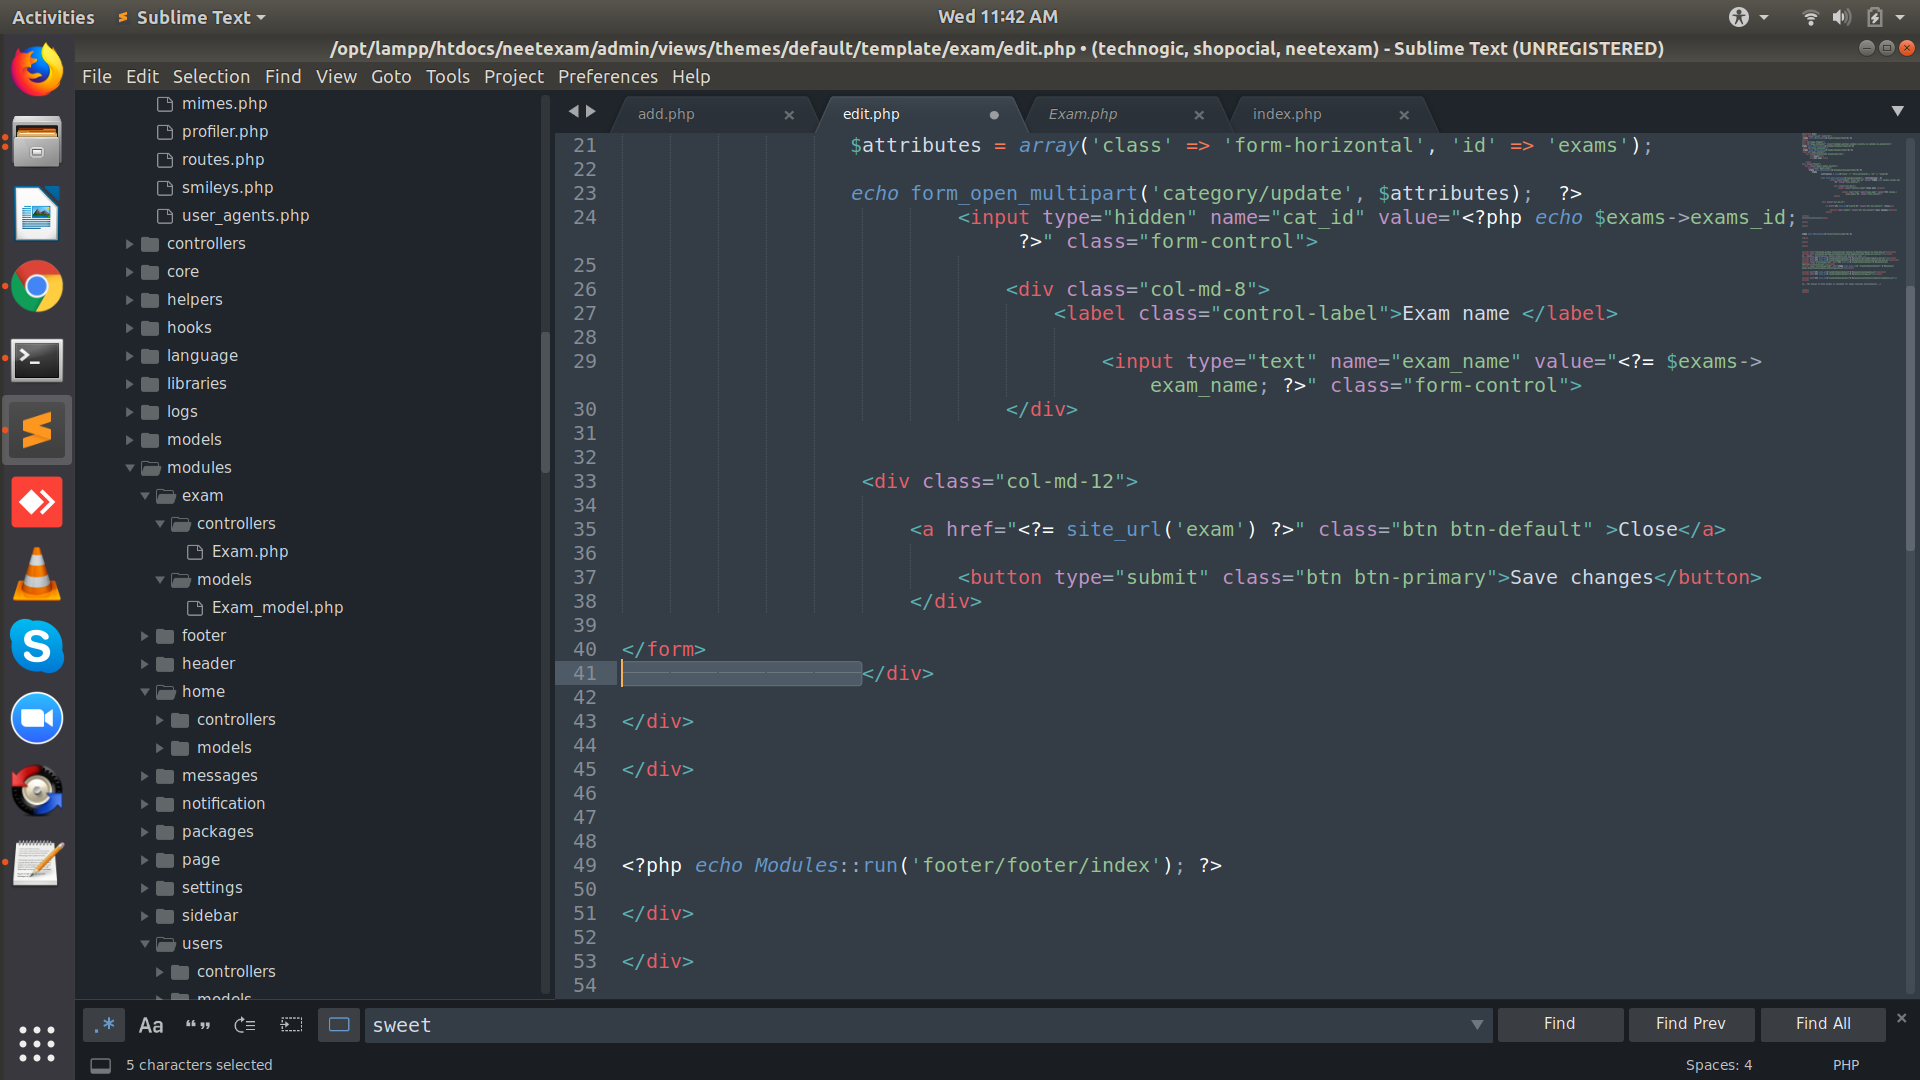 Activities
Sublime Text
Wed 11:42 AM
/opt/lampp/htdocs/neetexam/admin/views/themes/default/template/exam/edit.php • (technogic, shopocial, neetexam) - Sublime Text (UNREGISTERED)
File Edit Selection Find View Goto Tools Project Preferences Help
mimes.php
profiler.php
routes.php
smileys.php
user_agents.php
controllers
core
helpers
hooks
language
libraries
logs
models
modules
exam
controllers
Exam.php
models
Exam_model.php
footer
header
home
controllers
models
messages
notification
packages
page
settings
sidebar
users
controllers
models
add.php
edit.php
Exam.php
index.php
21 $attributes = array('class' => 'form-horizontal', 'id' => 'exams');
22
23 echo form_open_multipart('category/update', $attributes);  ?>
24 <input type="hidden" name="cat_id" value="<?php echo $exams->exams_id;
?>" class="form-control">
25
26 <div class="col-md-8">
27 <label class="control-label">Exam name </label>
28
29 <input type="text" name="exam_name" value="<?= $exams->
exam_name; ?>" class="form-control">
30 </div>
31
32
33 <div class="col-md-12">
34
35 <a href="<?= site_url('exam') ?>" class="btn btn-default" >Close</a>
36
37 <button type="submit" class="btn btn-primary">Save changes</button>
38 </div>
39
40 </form>
41 </div>
42
43 </div>
44
45 </div>
46
47
48
49 <?php echo Modules::run('footer/footer/index'); ?>
50
51 </div>
52
53 </div>
54
.* Aa “” sweet Find Find Prev Find All
5 characters selected
Spaces: 4
PHP